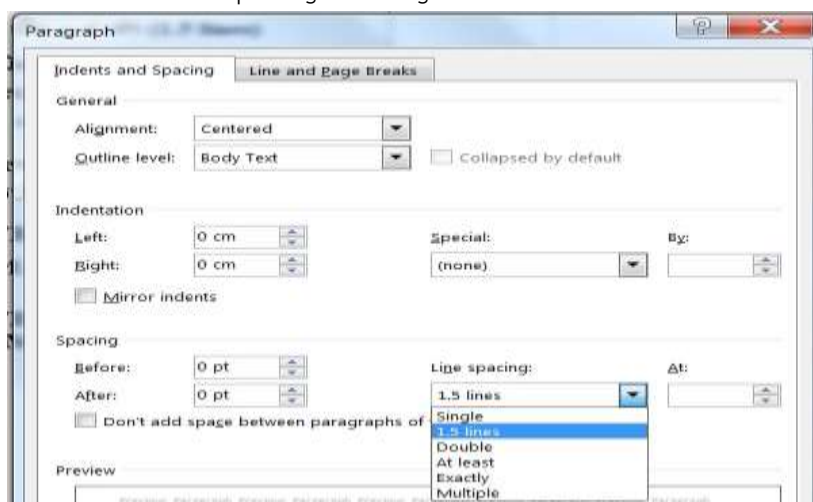 Paragraph
Indents and Spacing Line and Page Breaks
General
Alignment: Centered
Outline level: Body Text Collapsed by default
Indentation
Left: 0 cm Special: By:
Right: 0 cm (none)
Mirror indents
Spacing
Before: 0 pt Line spacing: At:
After: 0 pt 1.5 lines
Don't add space between paragraphs of
Single
1.5 lines
Double
At least
Exactly
Multiple
Preview